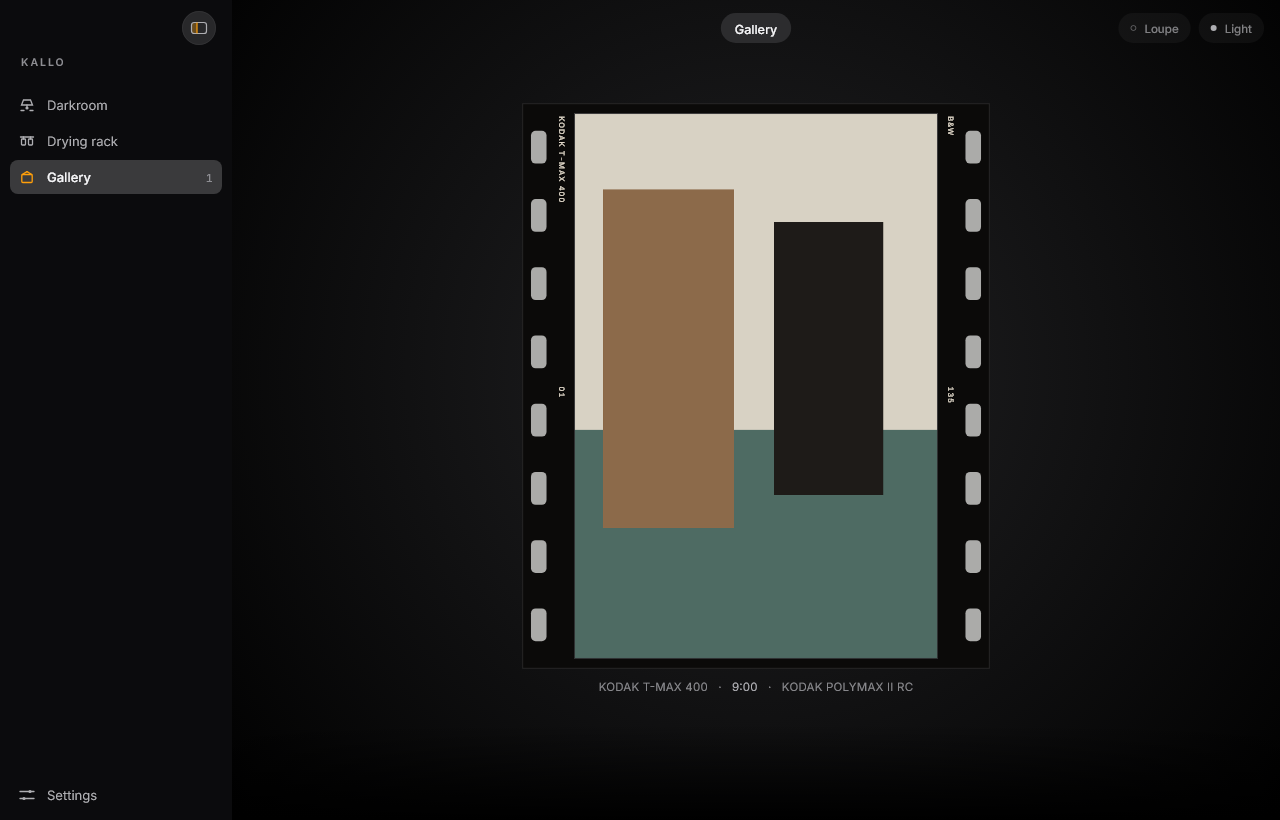 Gallery
Loupe
Light
KALLO
Darkroom
Drying rack
Gallery 1
KODAK T-MAX 400
01
B&W
135
KODAK T-MAX 400 · 9:00 · KODAK POLYMAX II RC
Settings